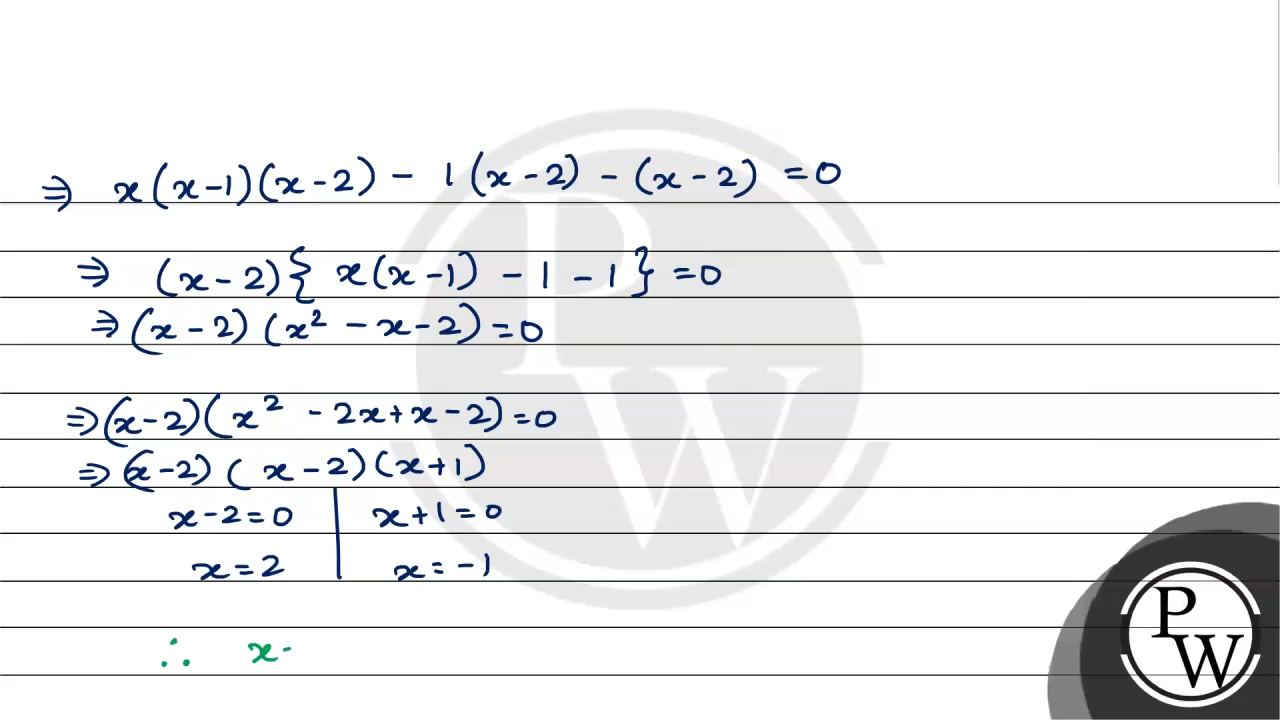 ⇒ x(x-1)(x-2) - 1(x-2) - (x-2) = 0
⇒ (x-2){x(x-1) - 1 - 1} = 0
⇒ (x-2)(x² - x - 2) = 0
⇒ (x-2)(x² - 2x + x - 2) = 0
⇒ (x-2)(x-2)(x+1)
x-2=0 | x+1=0
x=2 | x=-1
∴ x-
PW
PW